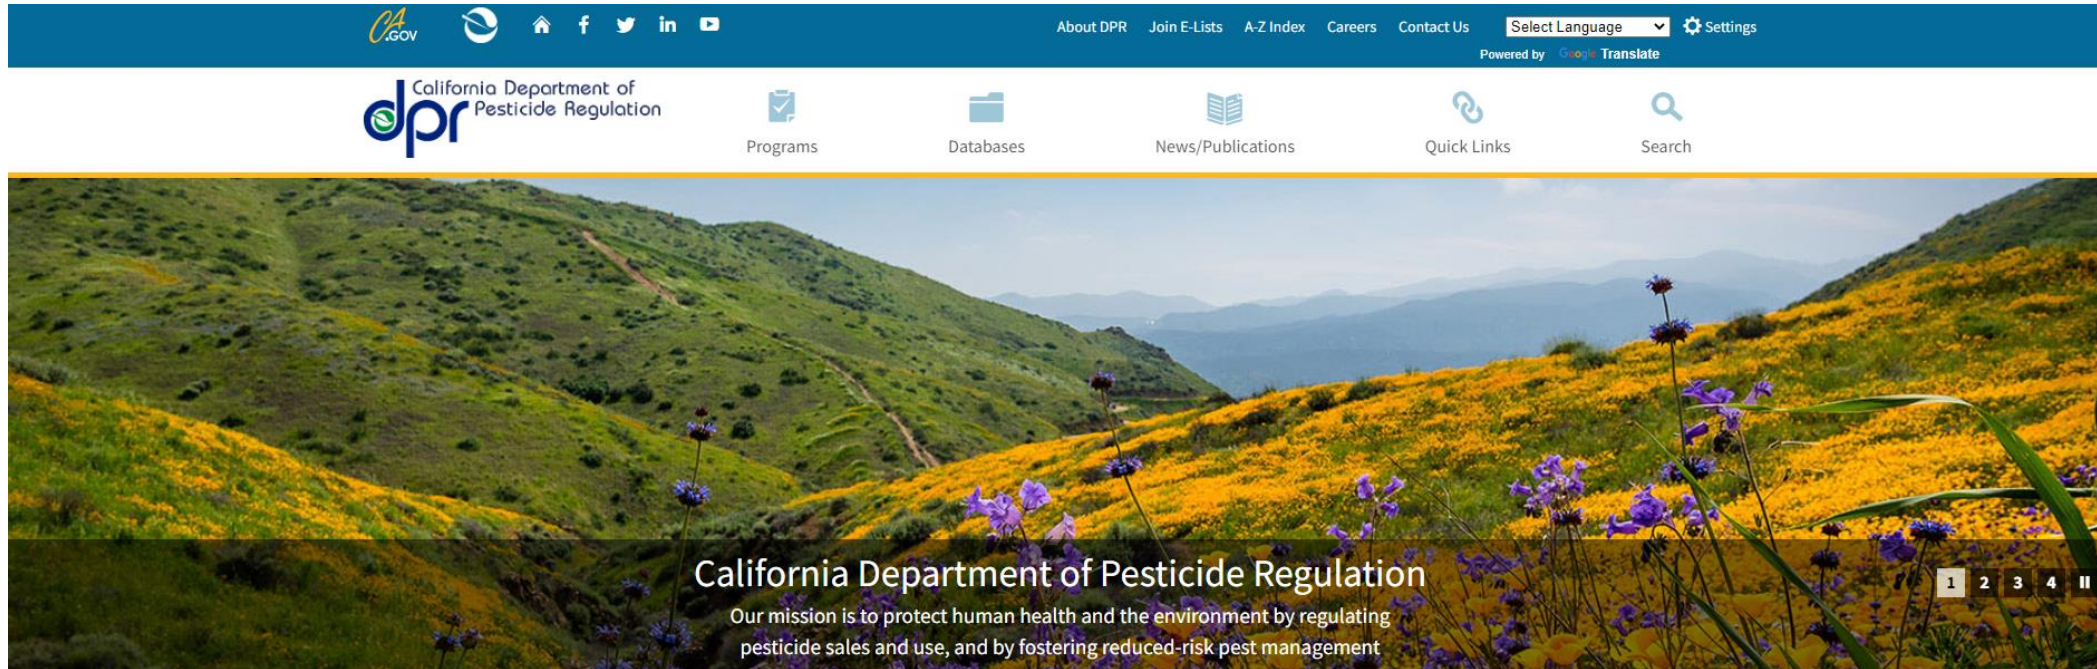 CA.GOV
About DPR Join E-Lists A-Z Index Careers Contact Us Select Language Settings
Powered by Google Translate
dpr California Department of
Pesticide Regulation
Programs Databases News/Publications Quick Links Search
California Department of Pesticide Regulation
Our mission is to protect human health and the environment by regulating
pesticide sales and use, and by fostering reduced-risk pest management
1 2 3 4